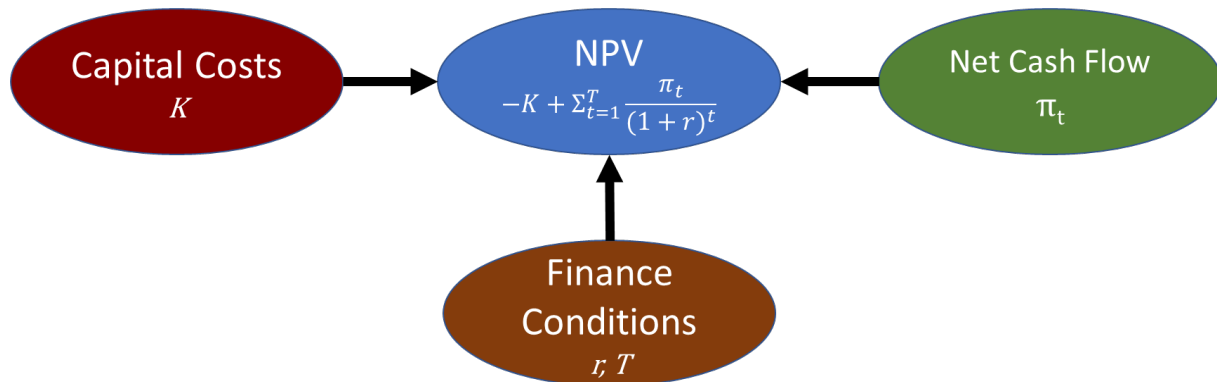 Capital Costs
K
NPV
−K + Σ_{t=1}^{T} π_t / (1 + r)^t
Net Cash Flow
π_t
Finance
Conditions
r, T